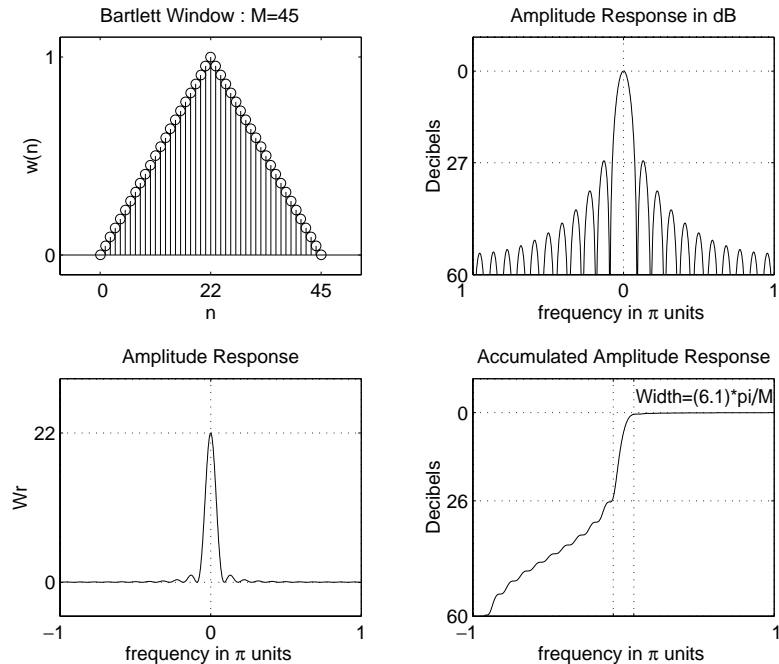 Bartlett Window : M=45
1
w(n)
0
0 22 45
n
Amplitude Response in dB
0
Decibels
27
60
1 0 1
frequency in π units
Amplitude Response
22
Wr
0
−1 0 1
frequency in π units
Accumulated Amplitude Response
Width=(6.1)*pi/M
0
Decibels
26
60
−1 1
frequency in π units